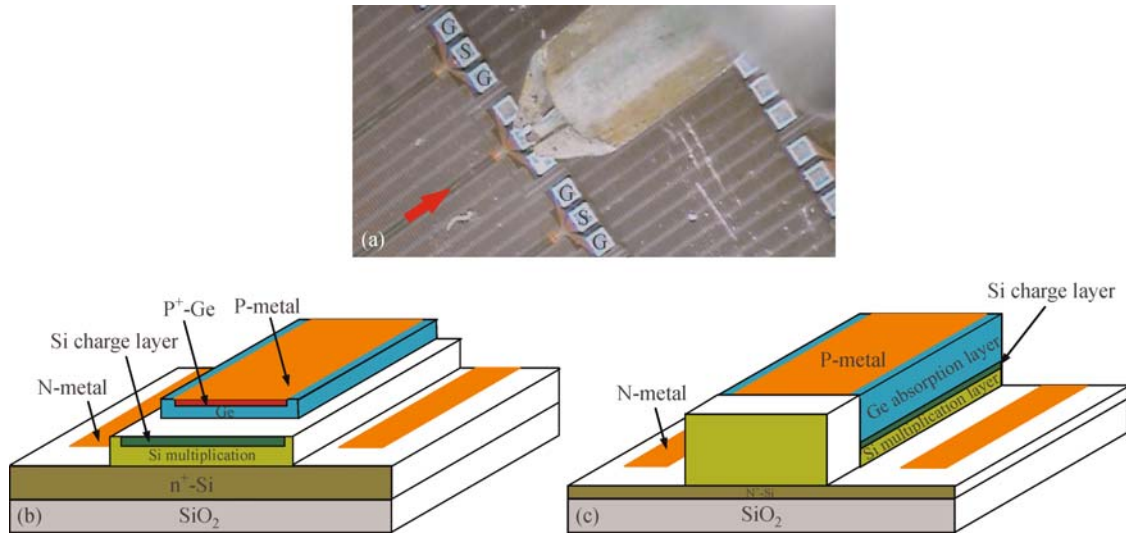 G
S
G
G
G
S
G
(a)
P⁺-Ge
P-metal
Si charge layer
N-metal
Ge
Si multiplication
n⁺-Si
(b)
SiO₂
Si charge layer
P-metal
Ge absorption layer
N-metal
Si multiplication layer
N⁺-Si
(c)
SiO₂